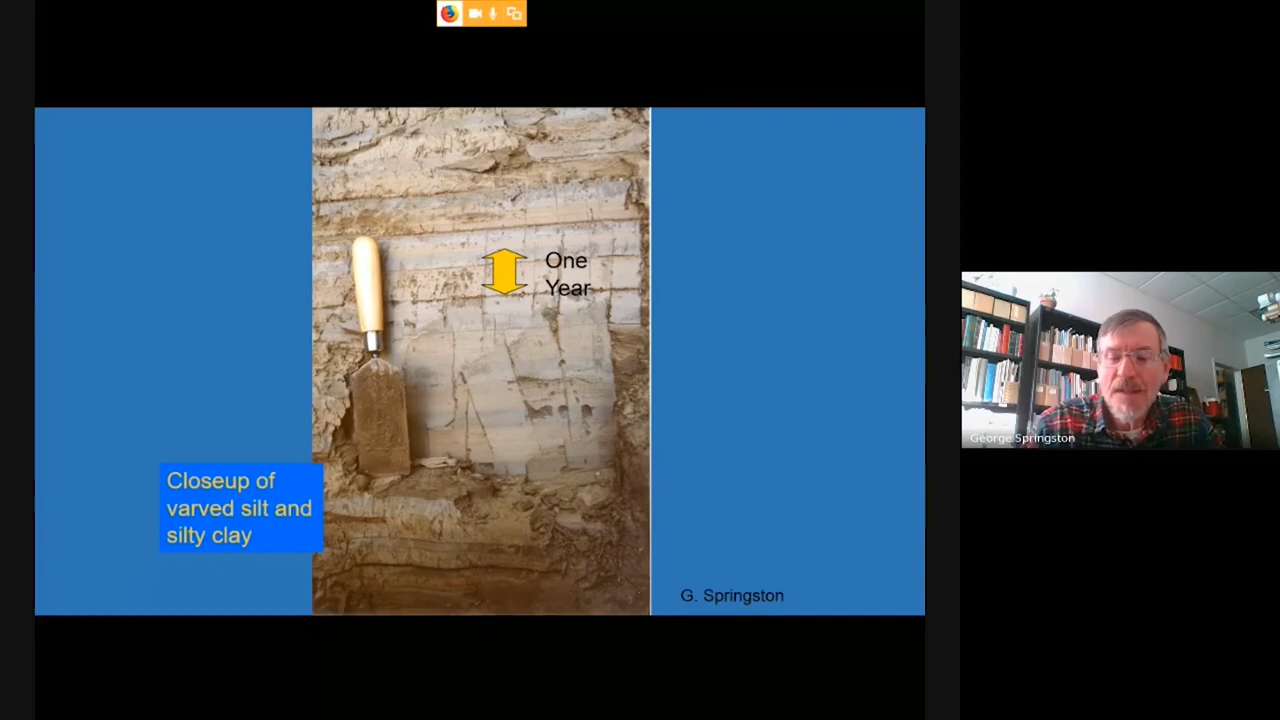 One
Year
Closeup of
varved silt and
silty clay
G. Springston
George Springston